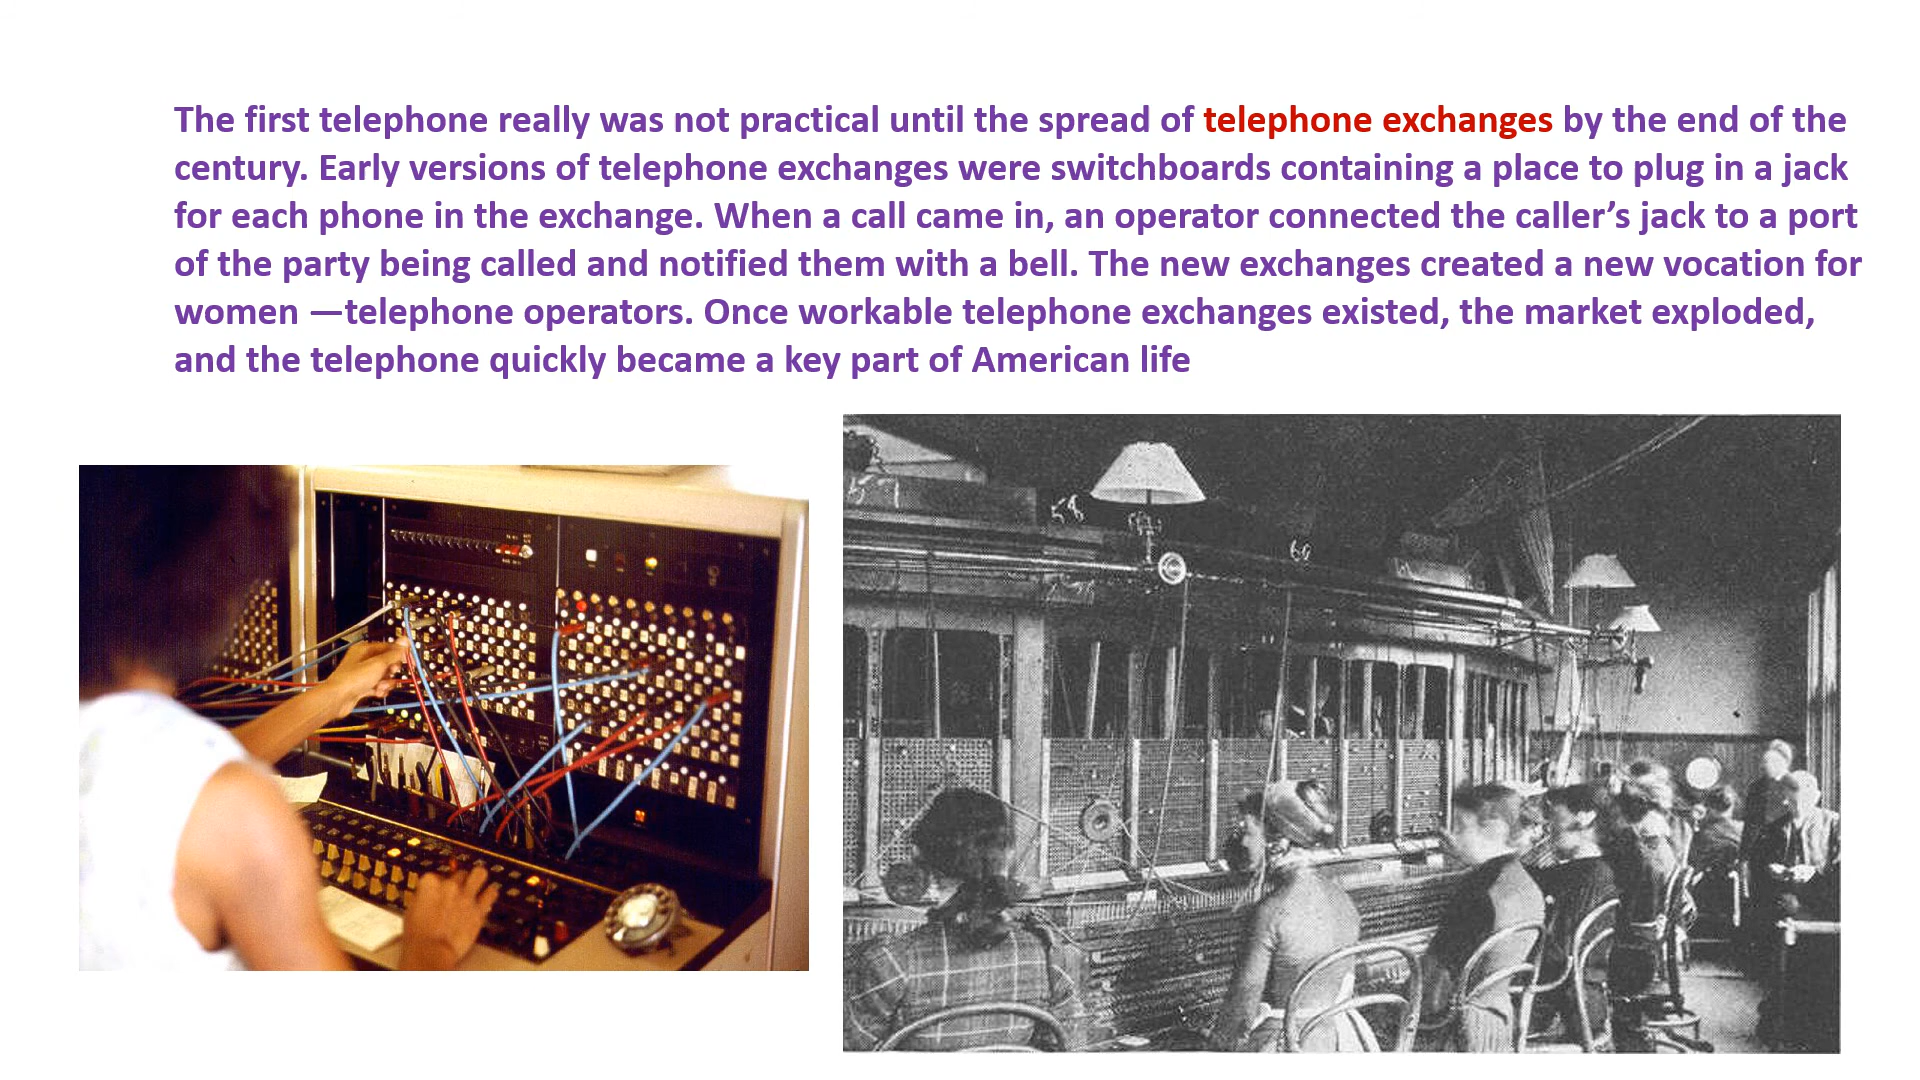 The first telephone really was not practical until the spread of telephone exchanges by the end of the
century. Early versions of telephone exchanges were switchboards containing a place to plug in a jack
for each phone in the exchange. When a call came in, an operator connected the caller’s jack to a port
of the party being called and notified them with a bell. The new exchanges created a new vocation for
women —telephone operators. Once workable telephone exchanges existed, the market exploded,
and the telephone quickly became a key part of American life
58
69